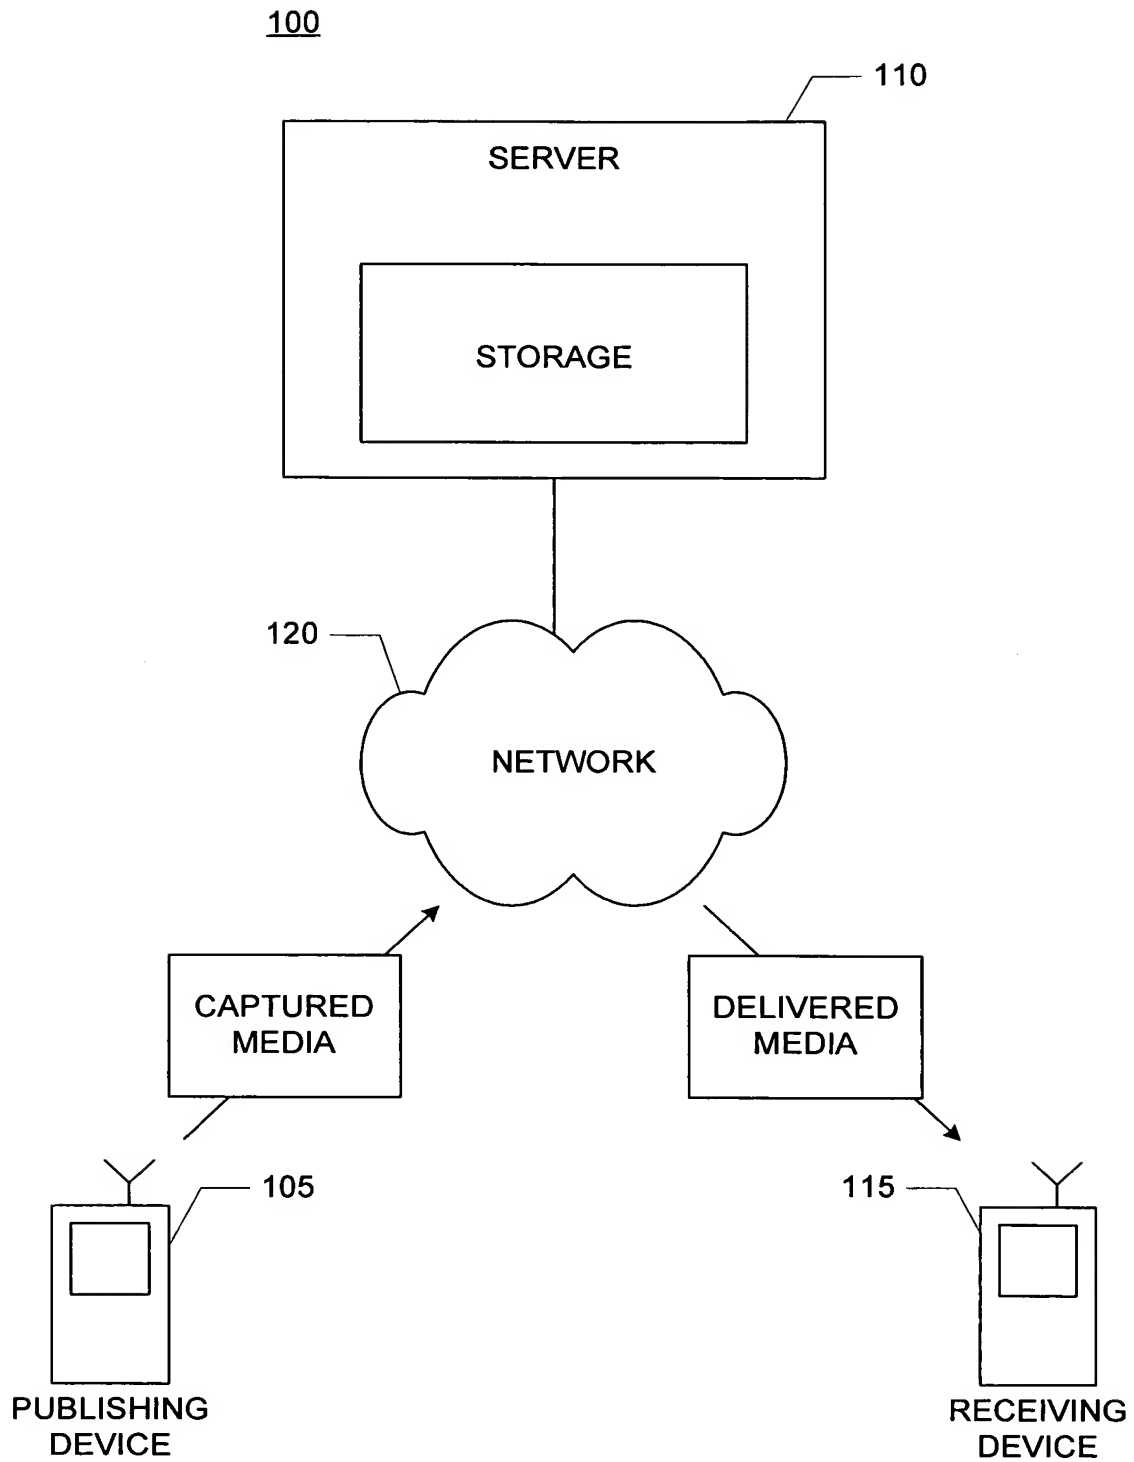 100
110
SERVER
STORAGE
120
NETWORK
CAPTURED
MEDIA
DELIVERED
MEDIA
105
115
PUBLISHING
DEVICE
RECEIVING
DEVICE